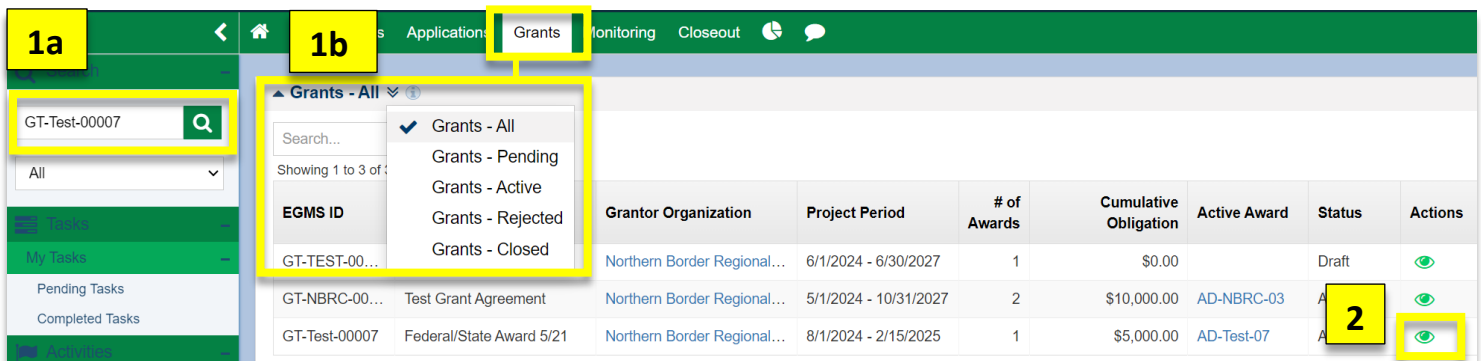 1a
1b
s Applications Grants Monitoring Closeout
Search
Grants - All
GT-Test-00007
Search...
Grants - All
Grants - Pending
Grants - Active
Grants - Rejected
Grants - Closed
Showing 1 to 3 of
All
EGMS ID Grantor Organization Project Period # of Awards Cumulative Obligation Active Award Status Actions
Tasks
My Tasks
Pending Tasks
Completed Tasks
Activities
GT-TEST-00... Northern Border Regional... 6/1/2024 - 6/30/2027 1 $0.00 Draft
GT-NBRC-00... Test Grant Agreement Northern Border Regional... 5/1/2024 - 10/31/2027 2 $10,000.00 AD-NBRC-03 A
GT-Test-00007 Federal/State Award 5/21 Northern Border Regional... 8/1/2024 - 2/15/2025 1 $5,000.00 AD-Test-07 A
2